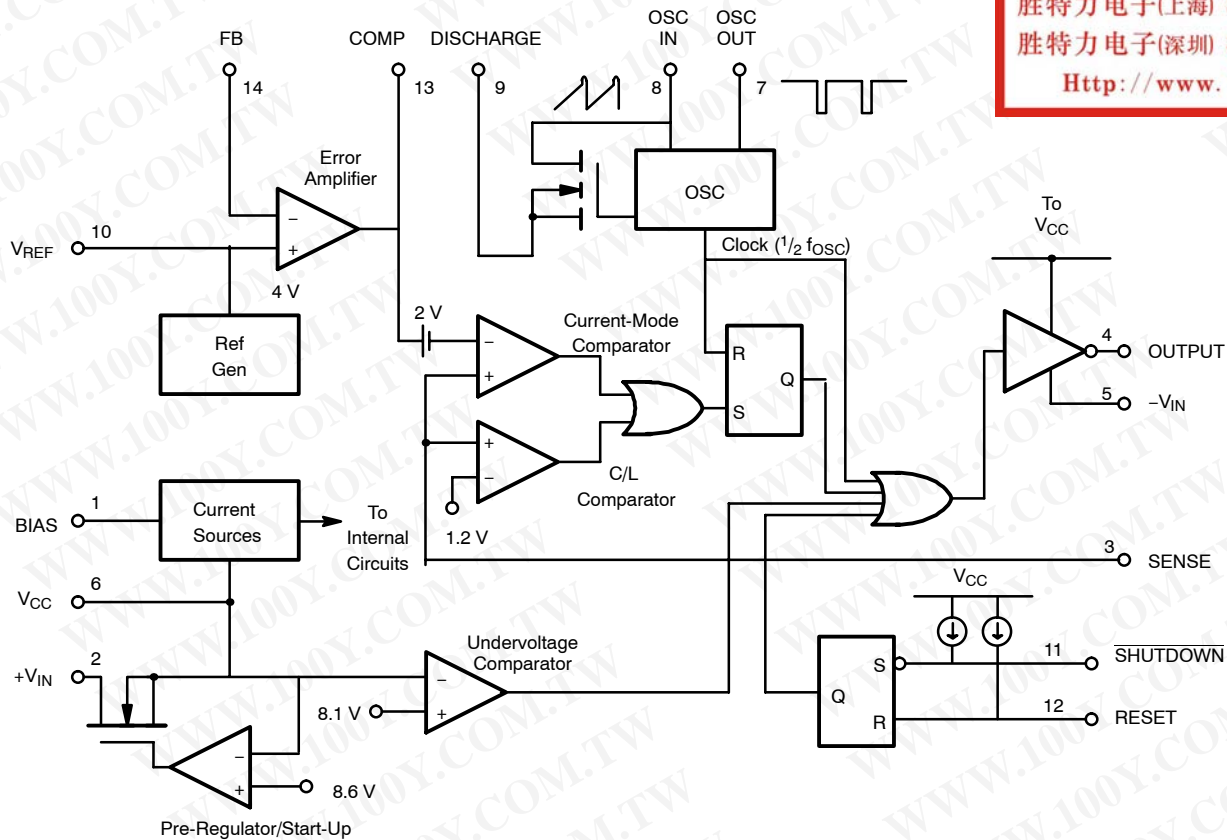 胜特力电子(上海)
胜特力电子(深圳)
Http://www.
FB
COMP
DISCHARGE
OSC
IN
OSC
OUT
14
13
9
8
7
Error
Amplifier
OSC
To
VCC
VREF
10
−
+
4 V
Clock (1/2 fOSC)
Ref
Gen
2 V
−
+
Current-Mode
Comparator
R
Q
S
4
OUTPUT
5
−VIN
+
−
C/L
Comparator
1.2 V
BIAS
1
Current
Sources
To
Internal
Circuits
3
SENSE
VCC
6
VCC
+VIN
2
Undervoltage
Comparator
−
+
8.1 V
S
Q
R
11
SHUTDOWN
12
RESET
−
+
8.6 V
Pre-Regulator/Start-Up
WWW.100Y.COM.TW